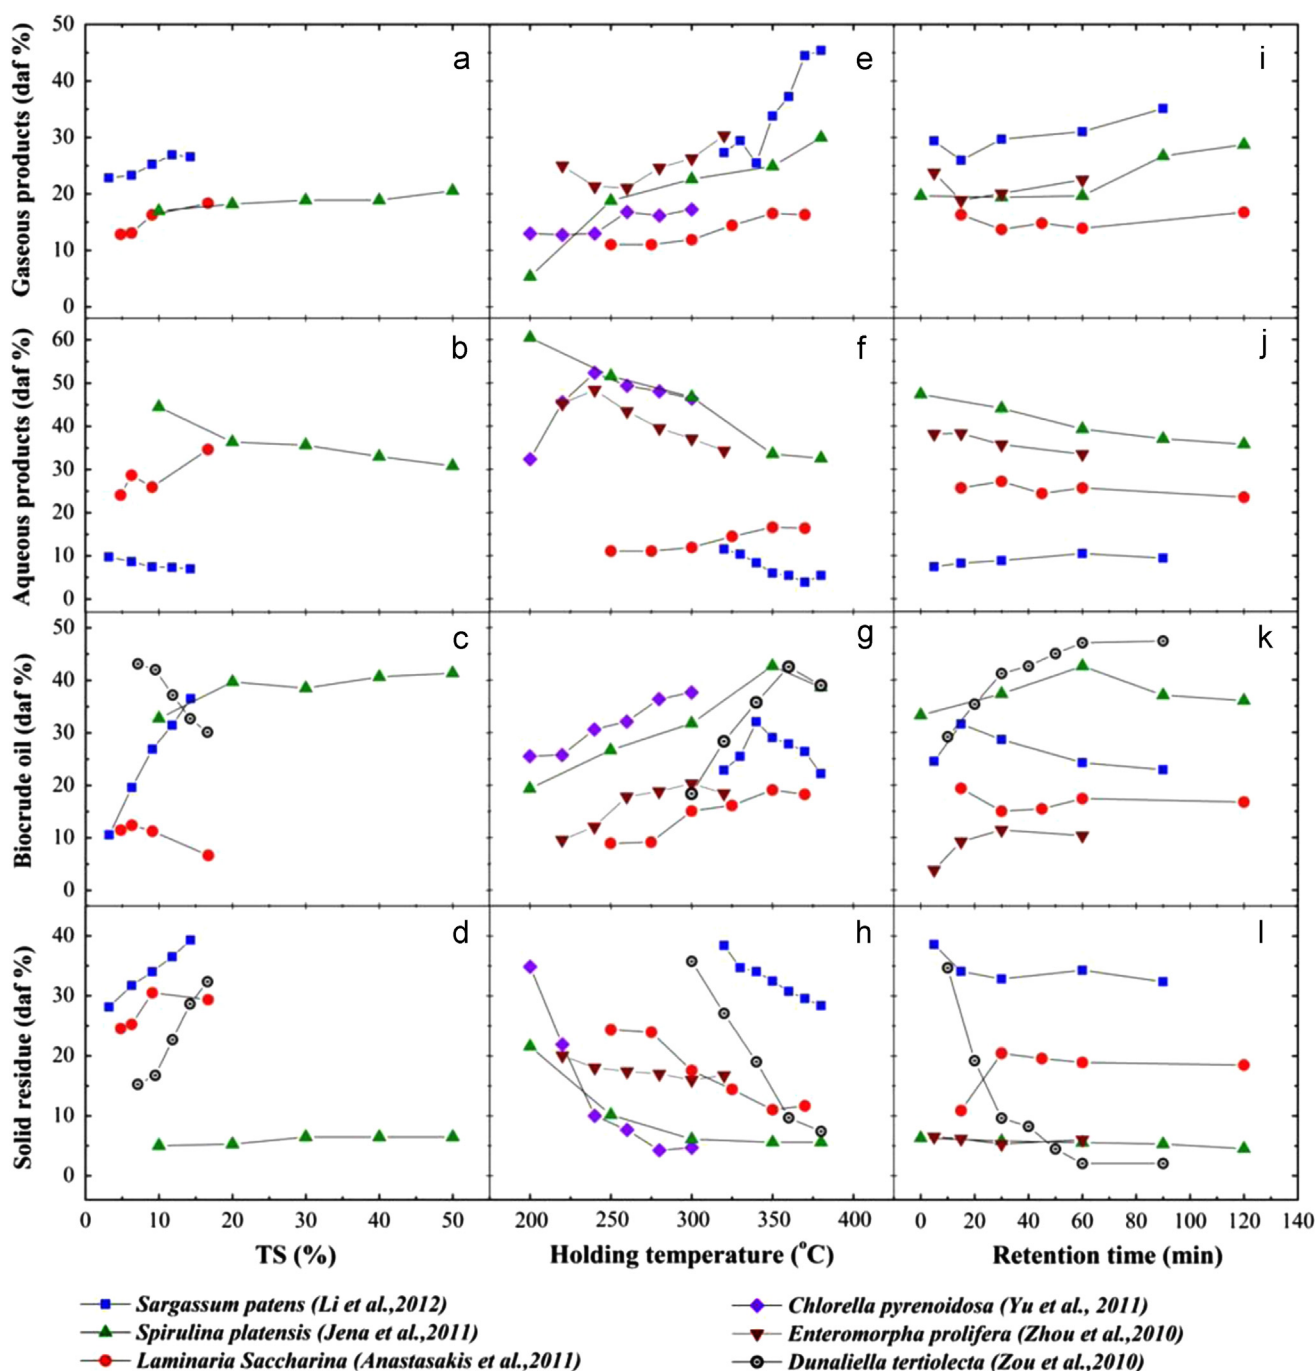 Gaseous products (daf %)
50
40
30
20
10
0
a
e
i
Aqueous products (daf %)
60
50
40
30
20
10
0
b
f
j
Biocrude oil (daf %)
50
40
30
20
10
0
c
g
k
Solid residue (daf %)
40
30
20
10
0
d
h
l
0 10 20 30 40 50
200 250 300 350 400
0 20 40 60 80 100 120 140
TS (%)
Holding temperature (°C)
Retention time (min)
Sargassum patens (Li et al.,2012)
Spirulina platensis (Jena et al.,2011)
Laminaria Saccharina (Anastasakis et al.,2011)
Chlorella pyrenoidosa (Yu et al., 2011)
Enteromorpha prolifera (Zhou et al.,2010)
Dunaliella tertiolecta (Zou et al.,2010)